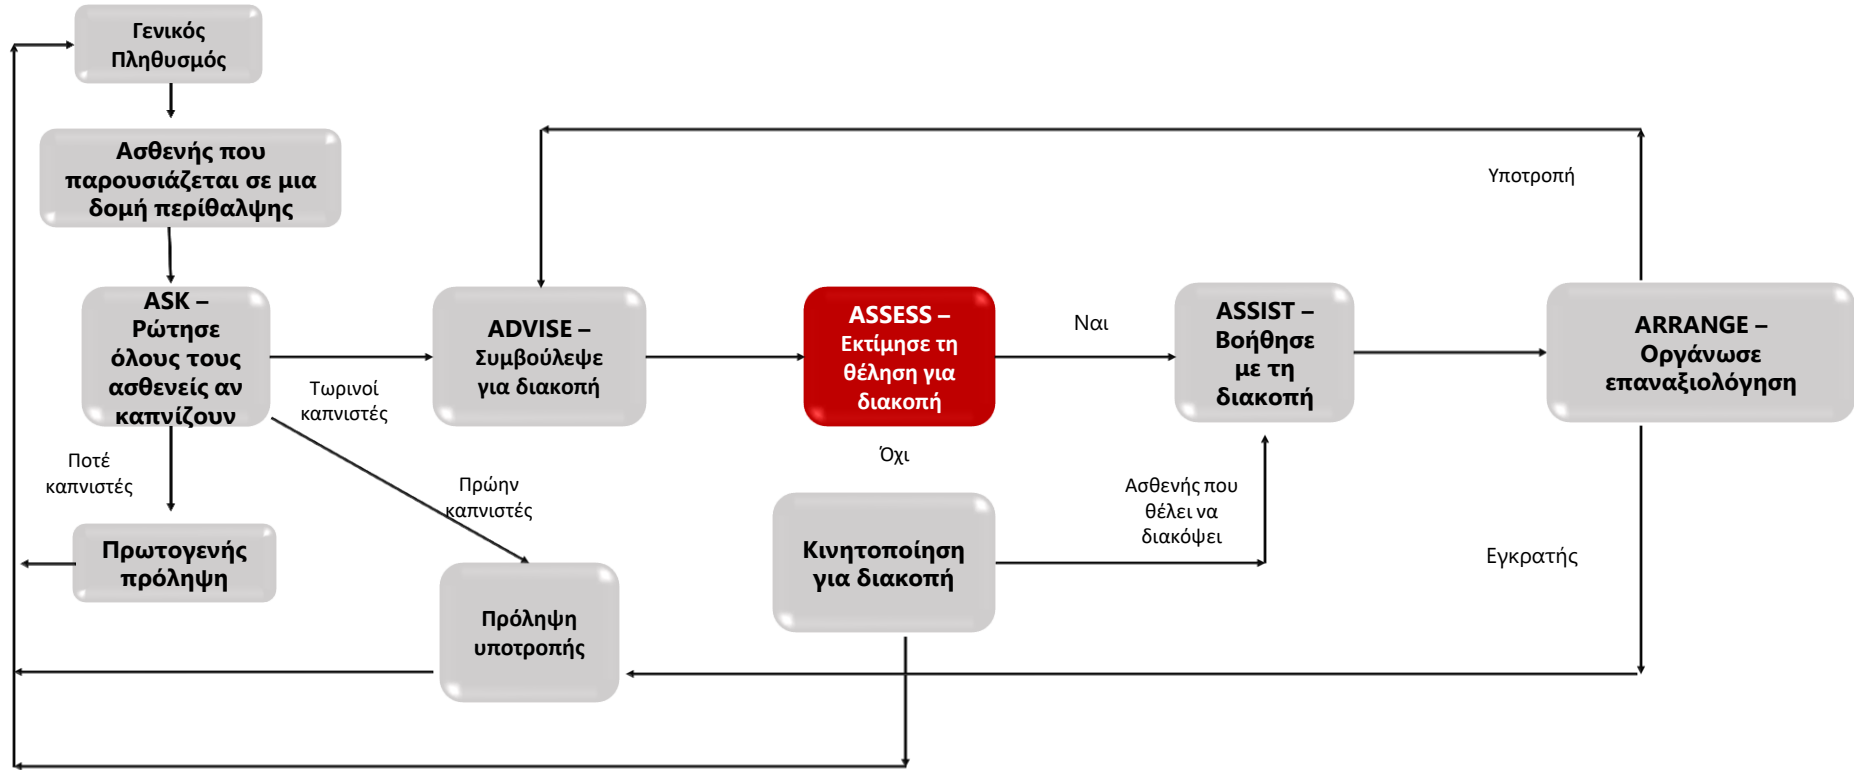 Γενικός
Πληθυσμός
Ασθενής που
παρουσιάζεται σε μια
δομή περίθαλψης
Υποτροπή
ASK –
Ρώτησε
όλους τους
ασθενείς αν
καπνίζουν
Τωρινοί
καπνιστές
ADVISE –
Συμβούλεψε
για διακοπή
ASSESS –
Εκτίμησε τη
θέληση για
διακοπή
Ναι
ASSIST –
Βοήθησε
με τη
διακοπή
ARRANGE –
Οργάνωσε
επαναξιολόγηση
Ποτέ
καπνιστές
Πρώην
καπνιστές
Όχι
Ασθενής που
θέλει να
διακόψει
Πρωτογενής
πρόληψη
Κινητοποίηση
για διακοπή
Εγκρατής
Πρόληψη
υποτροπής